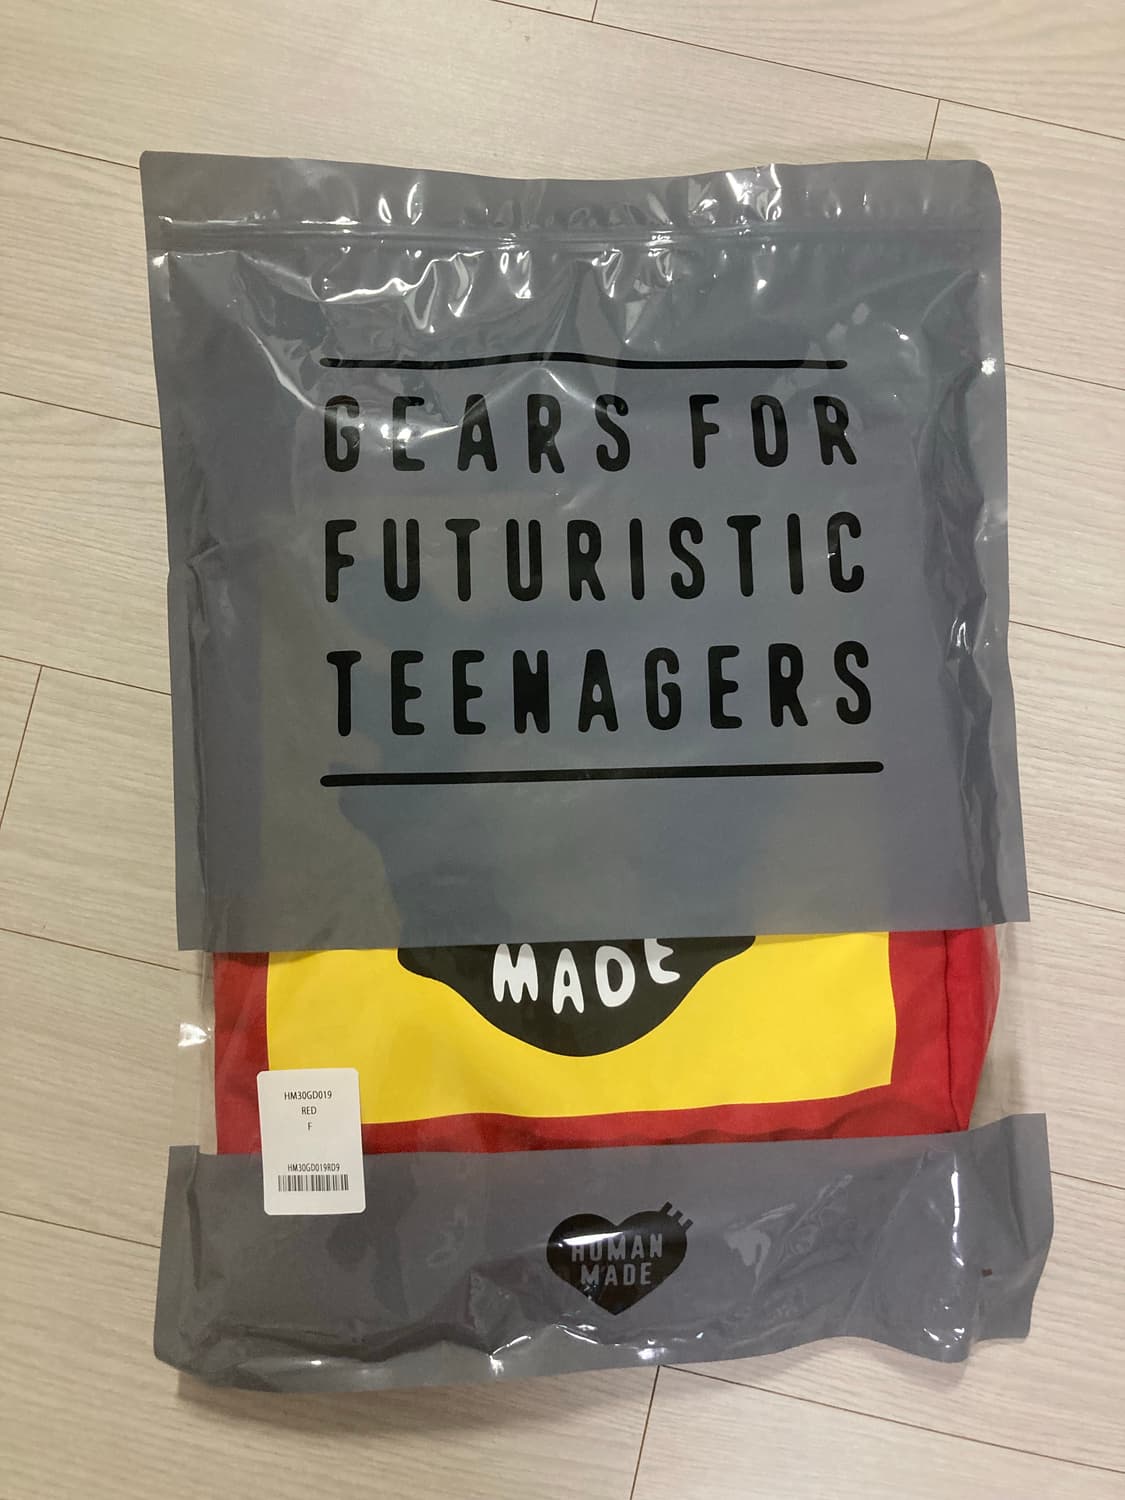 GEARS FOR
FUTURISTIC
TEENAGERS
MADE
HM30GD019
RED
F
HM30GD019RD9
HUMAN
MADE